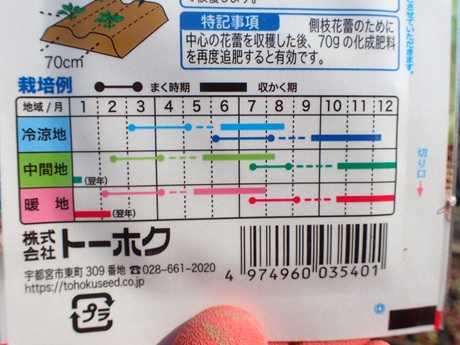 70cm
特記事項 側枝花蕾のために
中心の花蕾を収穫した後、70gの化成肥料
を再度追肥すると有効です。
栽培例 まく時期 収かく期
地域/月 1 2 3 4 5 6 7 8 9 10 11 12
冷涼地
中間地
(翌年)
暖地
(翌年)
株式会社 トーホク
宇都宮市東町309番地 ☎028-661-2020
https://tohokuseed.co.jp/
4 974960 035401
プラ
切り口